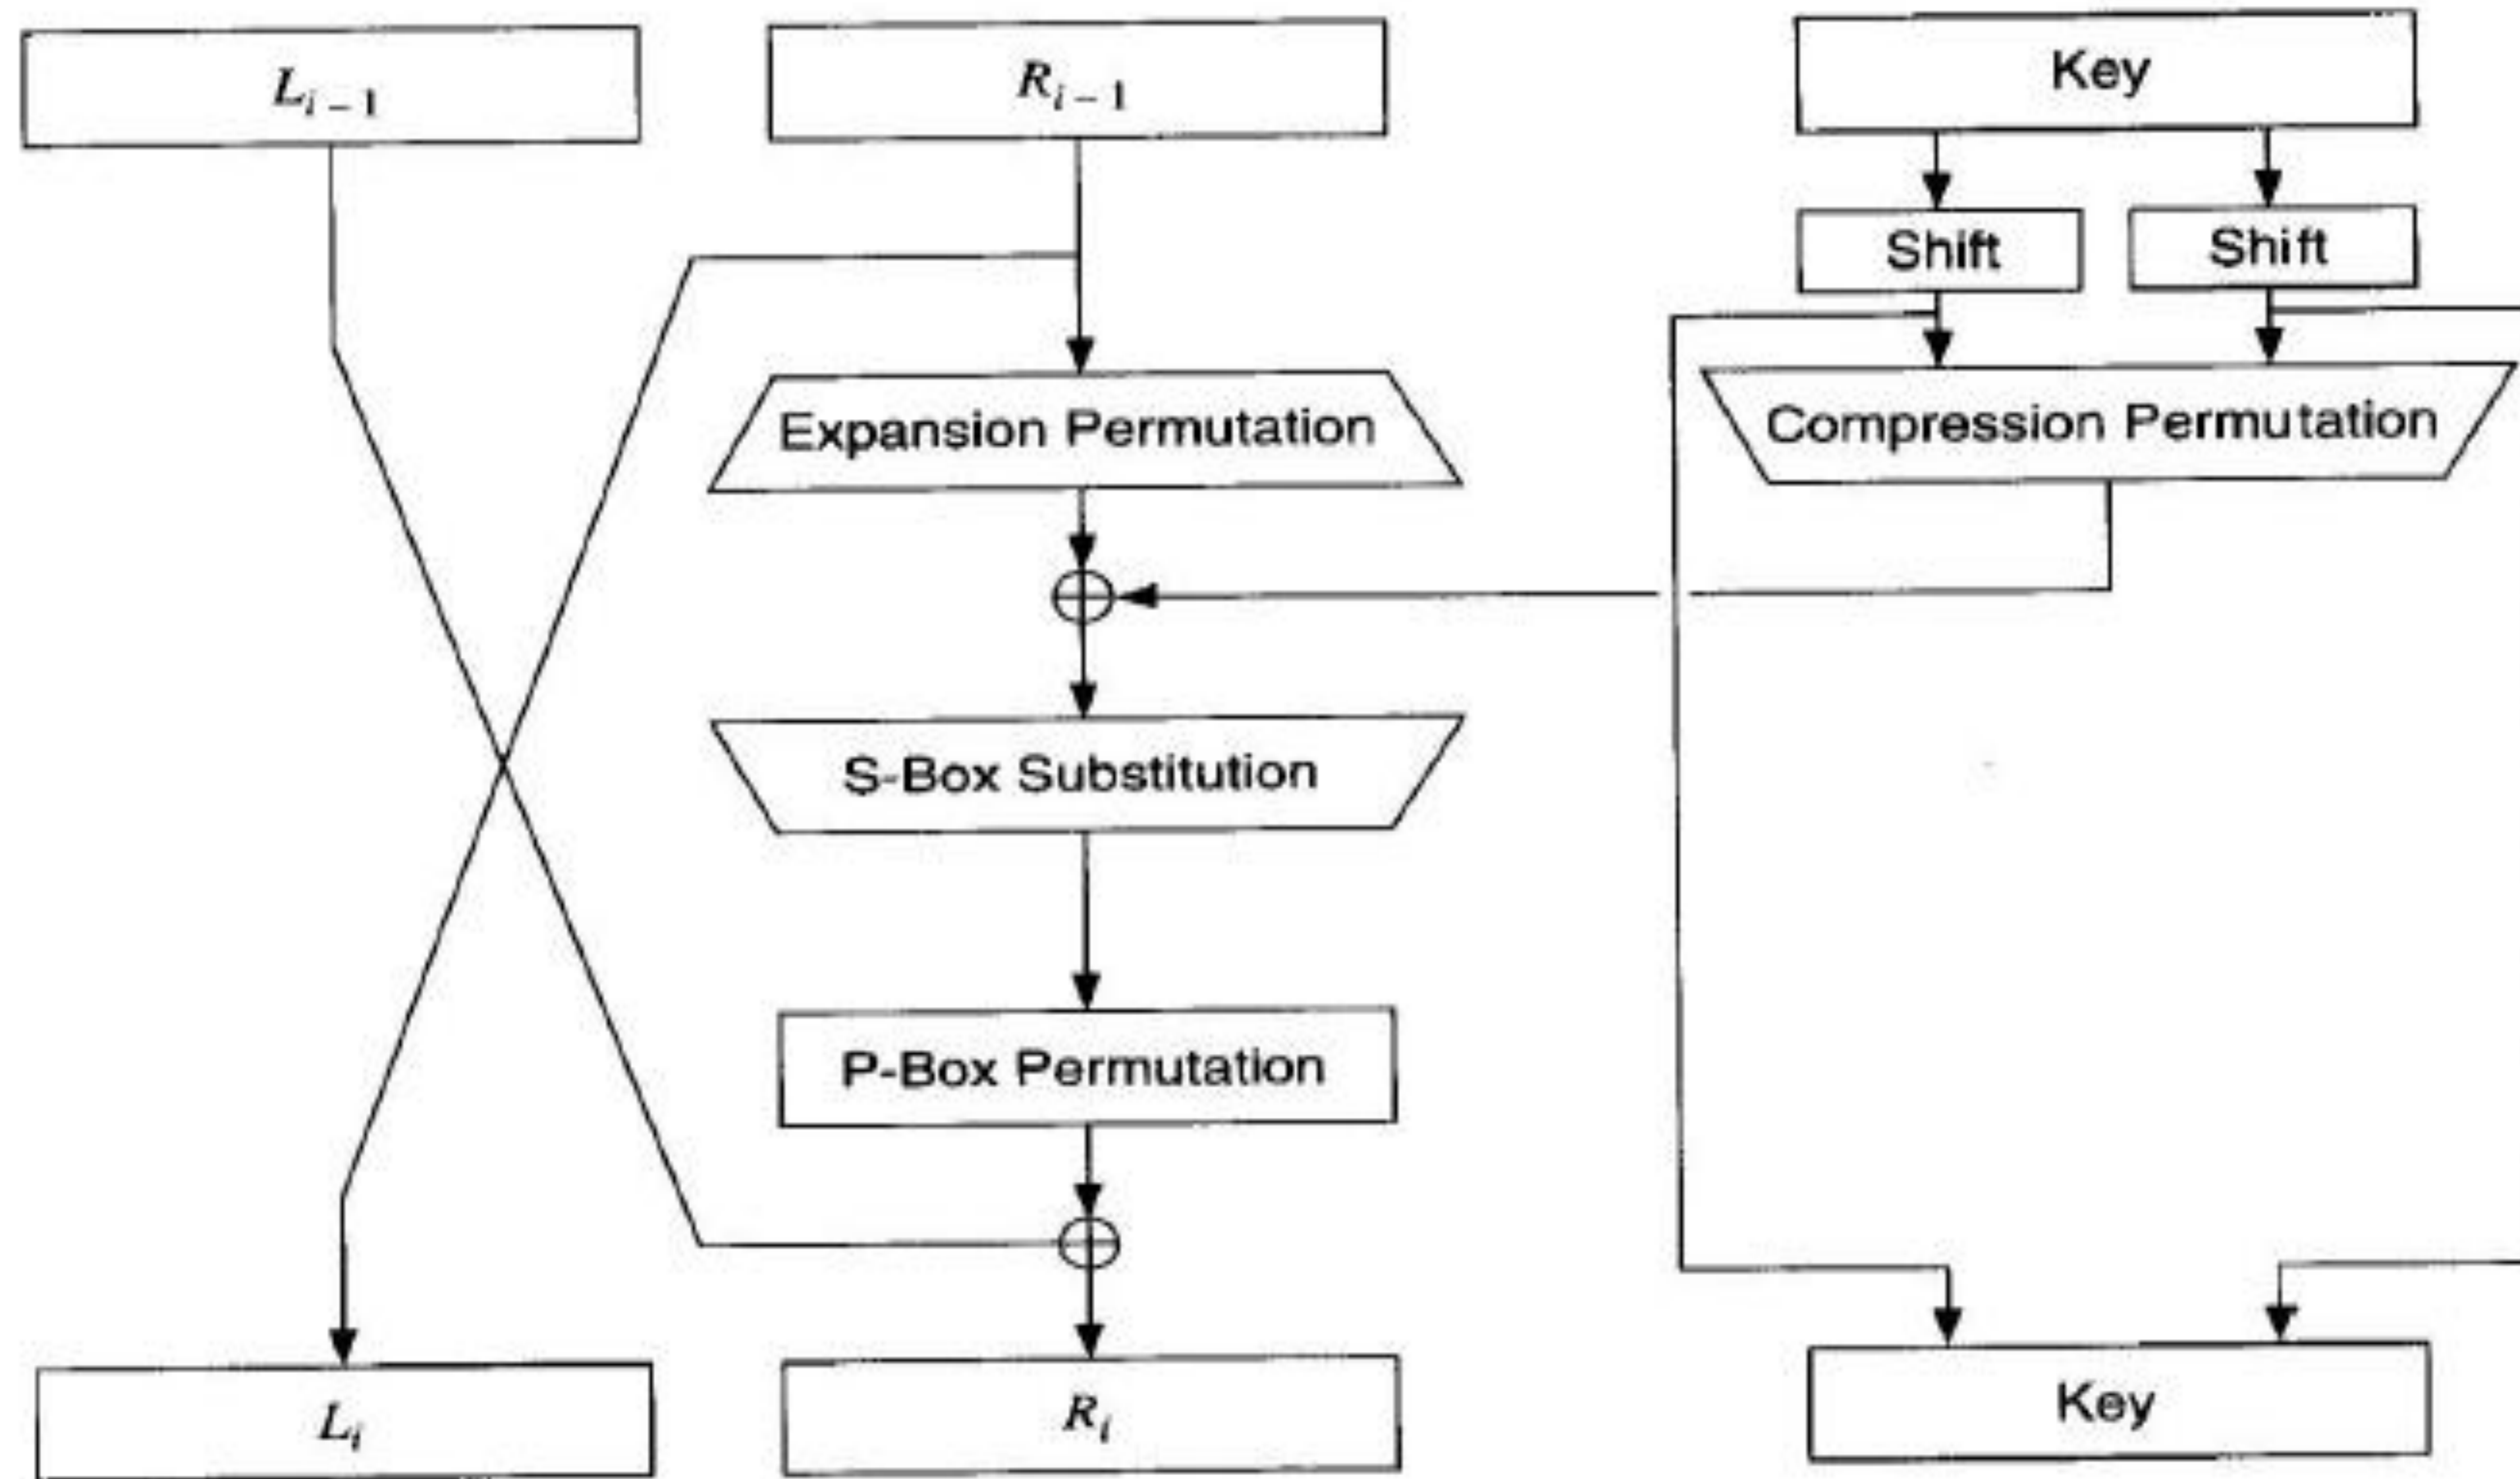 L_{i-1}
R_{i-1}
Key
Shift
Shift
Expansion Permutation
Compression Permutation
S-Box Substitution
P-Box Permutation
L_i
R_i
Key